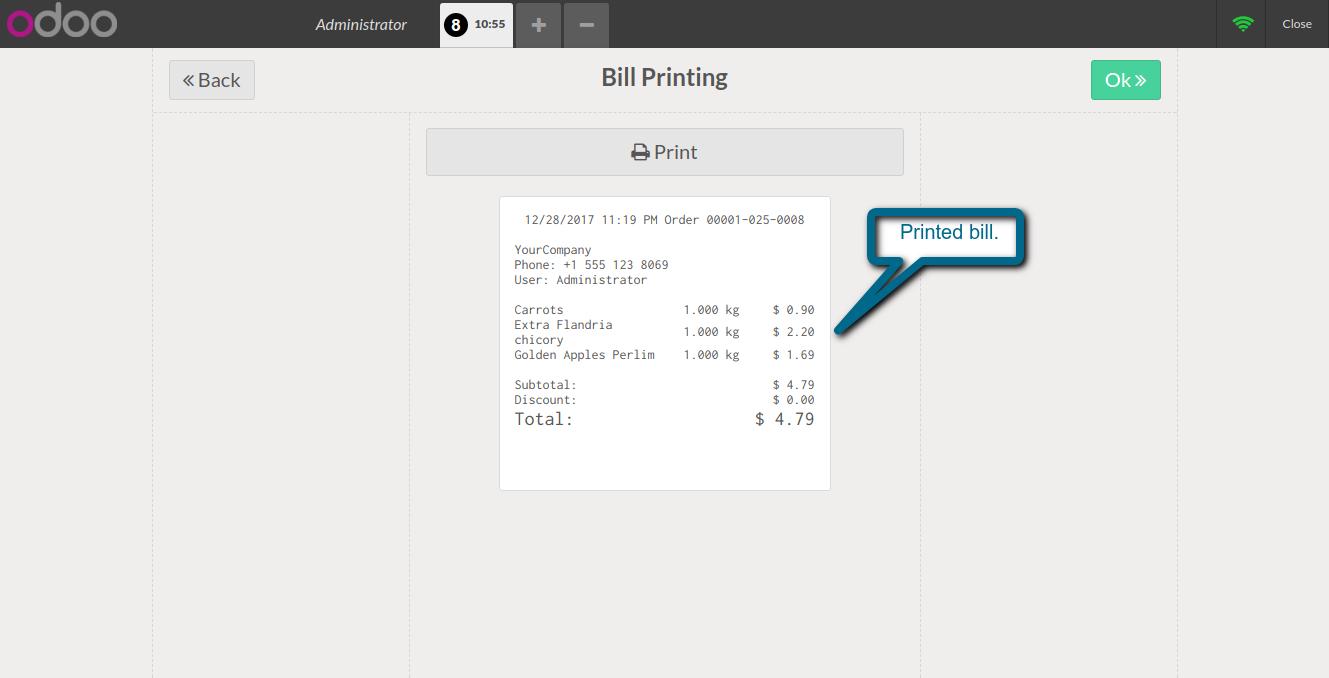 odoo Administrator 8 10:55 + − Close
Back Bill Printing Ok
Print
12/28/2017 11:19 PM Order 00001-025-0008
Printed bill.
YourCompany
Phone: +1 555 123 8069
User: Administrator
Carrots 1.000 kg $ 0.90
Extra Flandria
chicory 1.000 kg $ 2.20
Golden Apples Perlim 1.000 kg $ 1.69
Subtotal: $ 4.79
Discount: $ 0.00
Total: $ 4.79